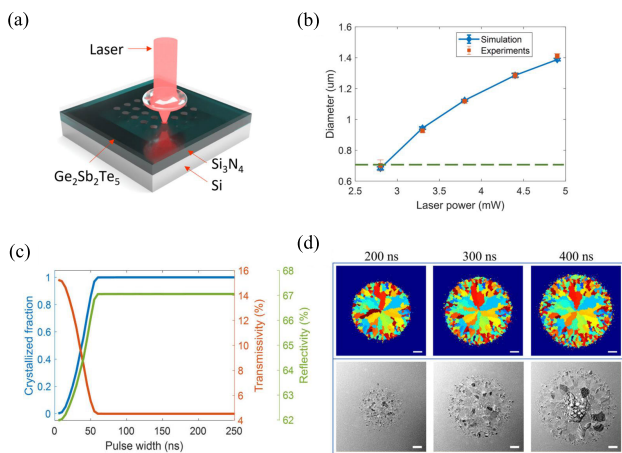 (a)
Laser
Ge2Sb2Te5
Si3N4
Si
(b)
Diameter (um)
1.6
1.4
1.2
1
0.8
0.6
Simulation
Experiments
2.5 3 3.5 4 4.5 5
Laser power (mW)
(c)
Crystallized fraction
1
0.8
0.6
0.4
0.2
0
0 50 100 150 200 250
Pulse width (ns)
16
14
12
10
8
6
4
Transmissivity (%)
68
67
66
65
64
63
62
Reflectivity (%)
(d)
200 ns 300 ns 400 ns